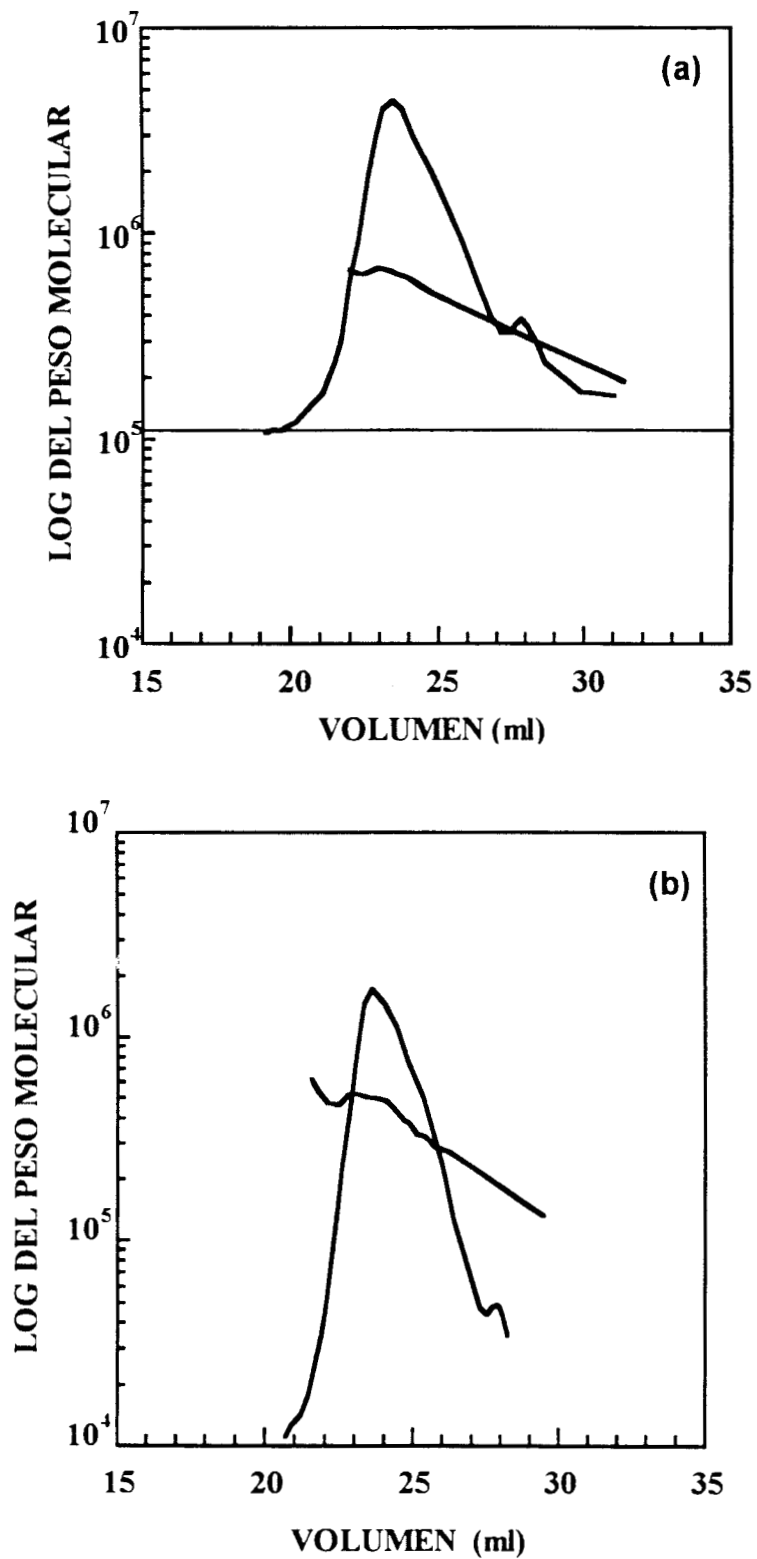 (a)
LOG DEL PESO MOLECULAR
10⁷
10⁶
10⁵
10⁴
15 20 25 30 35
VOLUMEN (ml)
(b)
LOG DEL PESO MOLECULAR
10⁷
10⁶
10⁵
10⁴
15 20 25 30 35
VOLUMEN (ml)